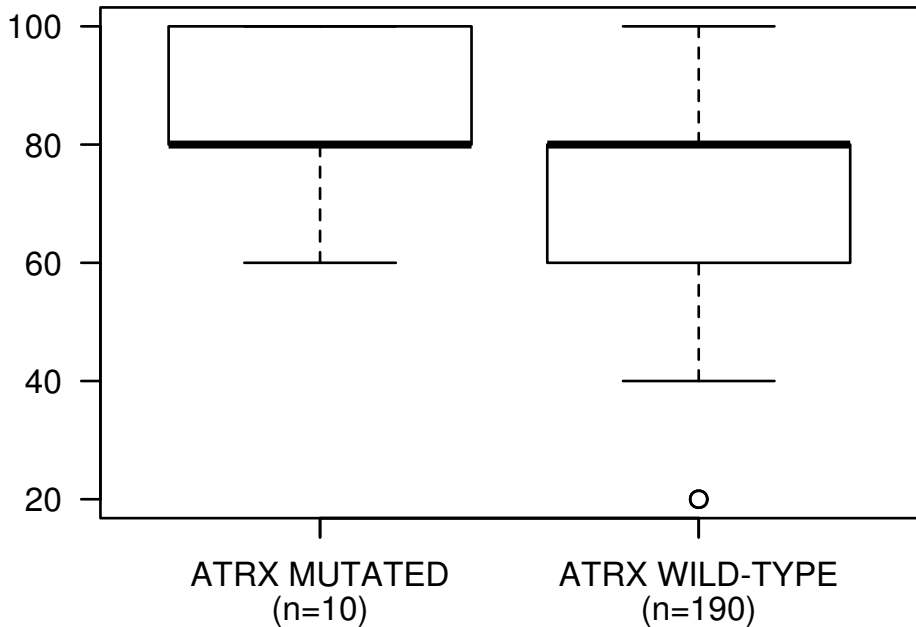 100
80
60
40
20
ATRX MUTATED
(n=10)
ATRX WILD-TYPE
(n=190)